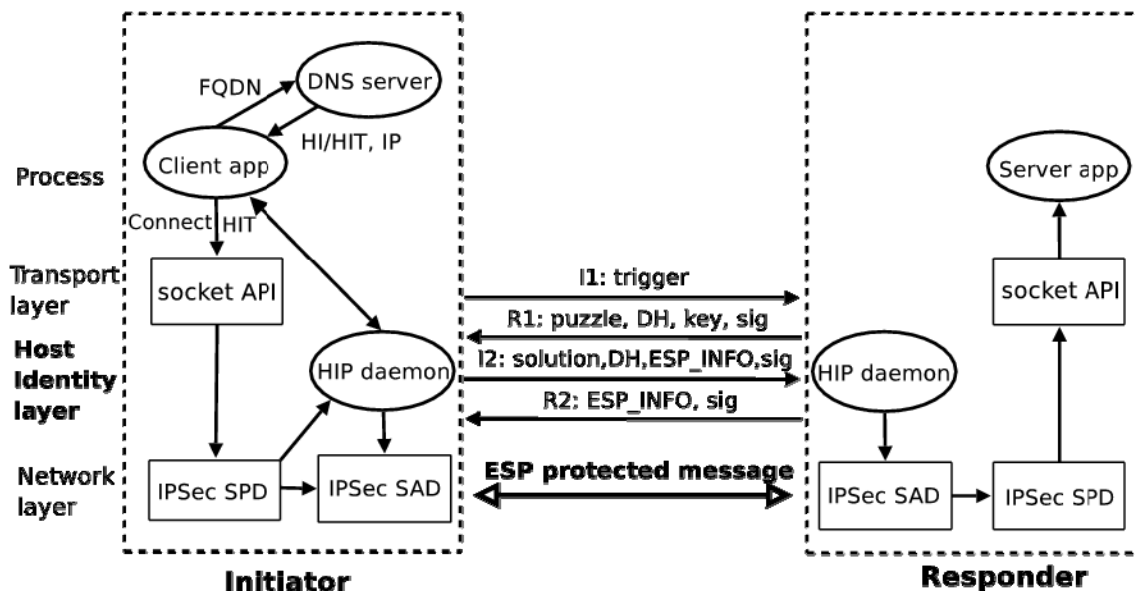 FQDN
DNS server
HI/HIT, IP
Process
Client app
Server app
Connect HIT
Transport
layer
socket API
I1: trigger
socket API
R1: puzzle, DH, key, sig
Host
Identity
layer
HIP daemon
I2: solution,DH,ESP_INFO,sig
HIP daemon
R2: ESP_INFO, sig
Network
layer
IPSec SPD
IPSec SAD
ESP protected message
IPSec SAD
IPSec SPD
Initiator
Responder